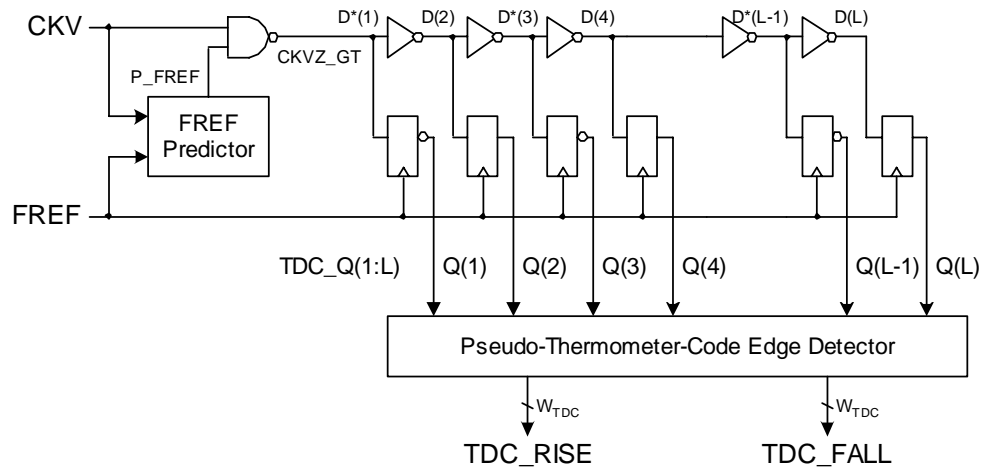 D*(1) D(2) D*(3) D(4) D*(L-1) D(L)
CKV
CKVZ_GT
P_FREF
FREF
Predictor
FREF
TDC_Q(1:L) Q(1) Q(2) Q(3) Q(4) Q(L-1) Q(L)
Pseudo-Thermometer-Code Edge Detector
WTDC WTDC
TDC_RISE TDC_FALL